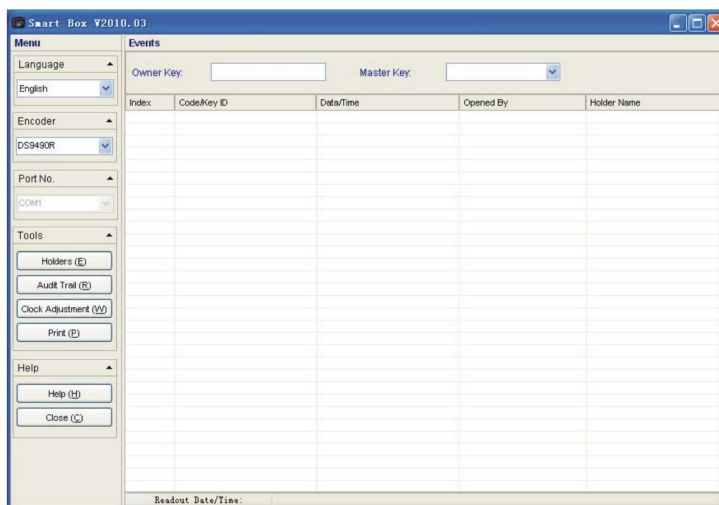 Smart Box V2010.03
Menu
Language
English
Encoder
DS9490R
Port No.
COM1
Tools
Holders (E)
Audit Trail (R)
Clock Adjustment (W)
Print (P)
Help
Help (H)
Close (C)
Events
Owner Key: Master Key:
Index Code/Key ID Data/Time Opened By Holder Name
Readout Date/Time: